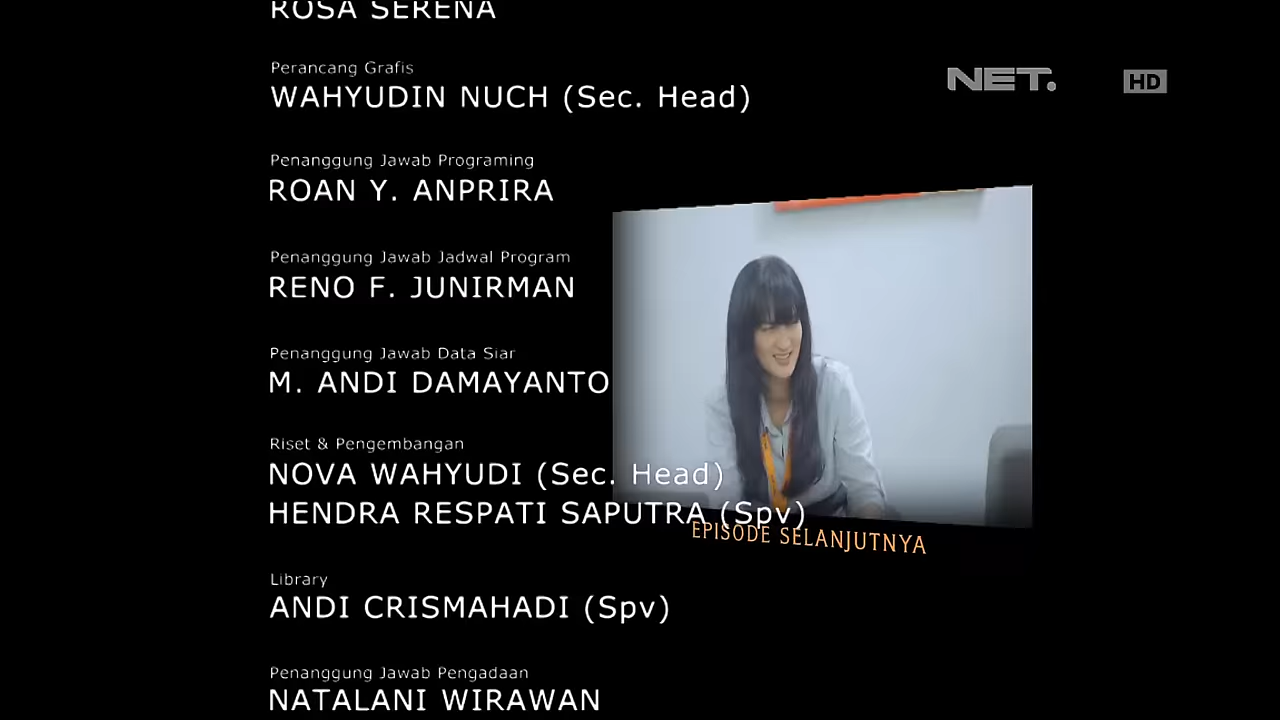 ROSA SERENA
Perancang Grafis
WAHYUDIN NUCH (Sec. Head)
NET.
HD
Penanggung Jawab Programing
ROAN Y. ANPRIRA
Penanggung Jawab Jadwal Program
RENO F. JUNIRMAN
Penanggung Jawab Data Siar
M. ANDI DAMAYANTO
Riset & Pengembangan
NOVA WAHYUDI (Sec. Head)
HENDRA RESPATI SAPUTRA (Spv)
EPISODE SELANJUTNYA
Library
ANDI CRISMAHADI (Spv)
Penanggung Jawab Pengadaan
NATALANI WIRAWAN